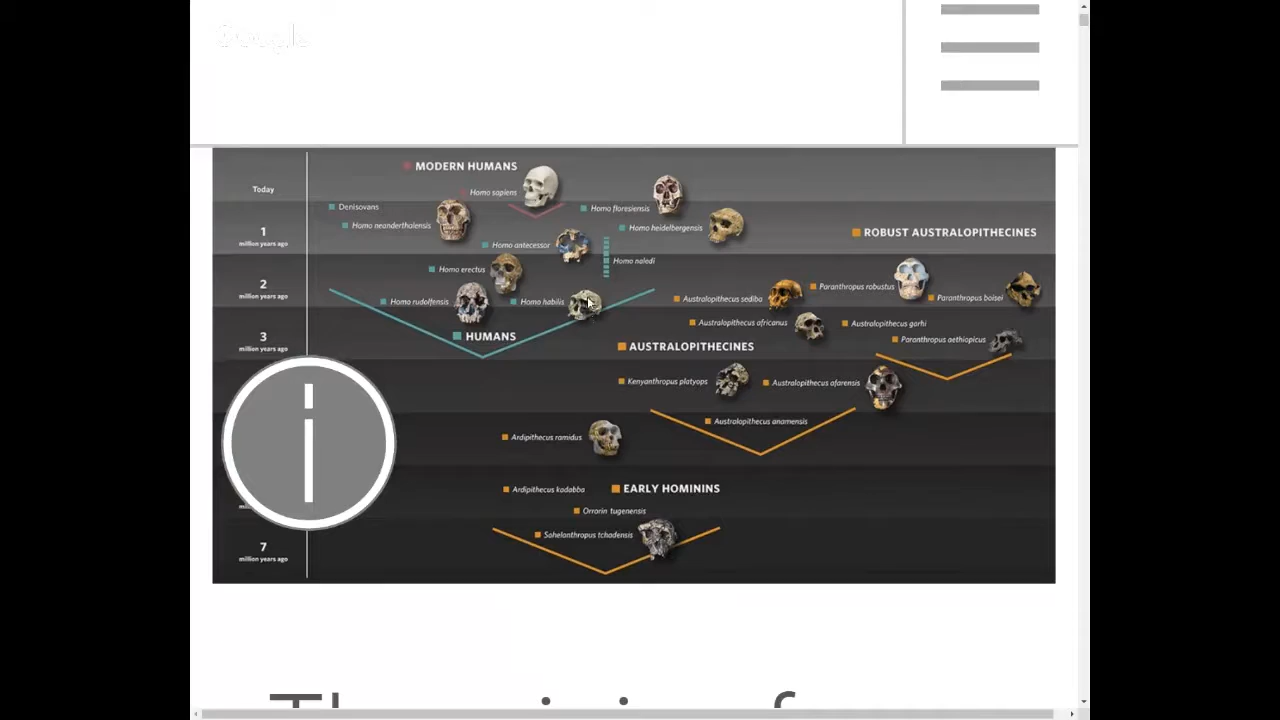 Google
MODERN HUMANS
Today
Homo sapiens
Denisovans
Homo floresiensis
Homo neanderthalensis
Homo heidelbergensis
1
million years ago
ROBUST AUSTRALOPITHECINES
Homo antecessor
Homo naledi
Homo erectus
2
million years ago
Paranthropus robustus
Homo rudolfensis
Homo habilis
Australopithecus sediba
Paranthropus boisei
Australopithecus africanus
Australopithecus garhi
3
million years ago
HUMANS
Paranthropus aethiopicus
AUSTRALOPITHECINES
Kenyanthropus platyops
Australopithecus afarensis
Australopithecus anamensis
Ardipithecus ramidus
Ardipithecus kadabba
EARLY HOMININS
Orrorin tugenensis
Sahelanthropus tchadensis
7
million years ago